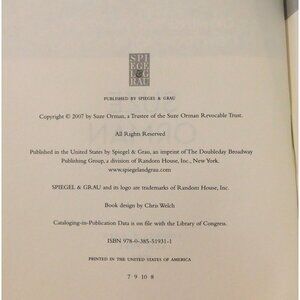 SPI
EGEL
&
GRAU
PUBLISHED BY SPIEGEL & GRAU
Copyright © 2007 by Suze Orman, a Trustee of the Suze Orman Revocable Trust.
All Rights Reserved
Published in the United States by Spiegel & Grau, an imprint of The Doubleday Broadway
Publishing Group, a division of Random House, Inc., New York.
www.spiegelandgrau.com
SPIEGEL & GRAU and its logo are trademarks of Random House, Inc.
Book design by Chris Welch
Cataloging-in-Publication Data is on file with the Library of Congress.
ISBN 978-0-385-51931-1
PRINTED IN THE UNITED STATES OF AMERICA
7 9 10 8